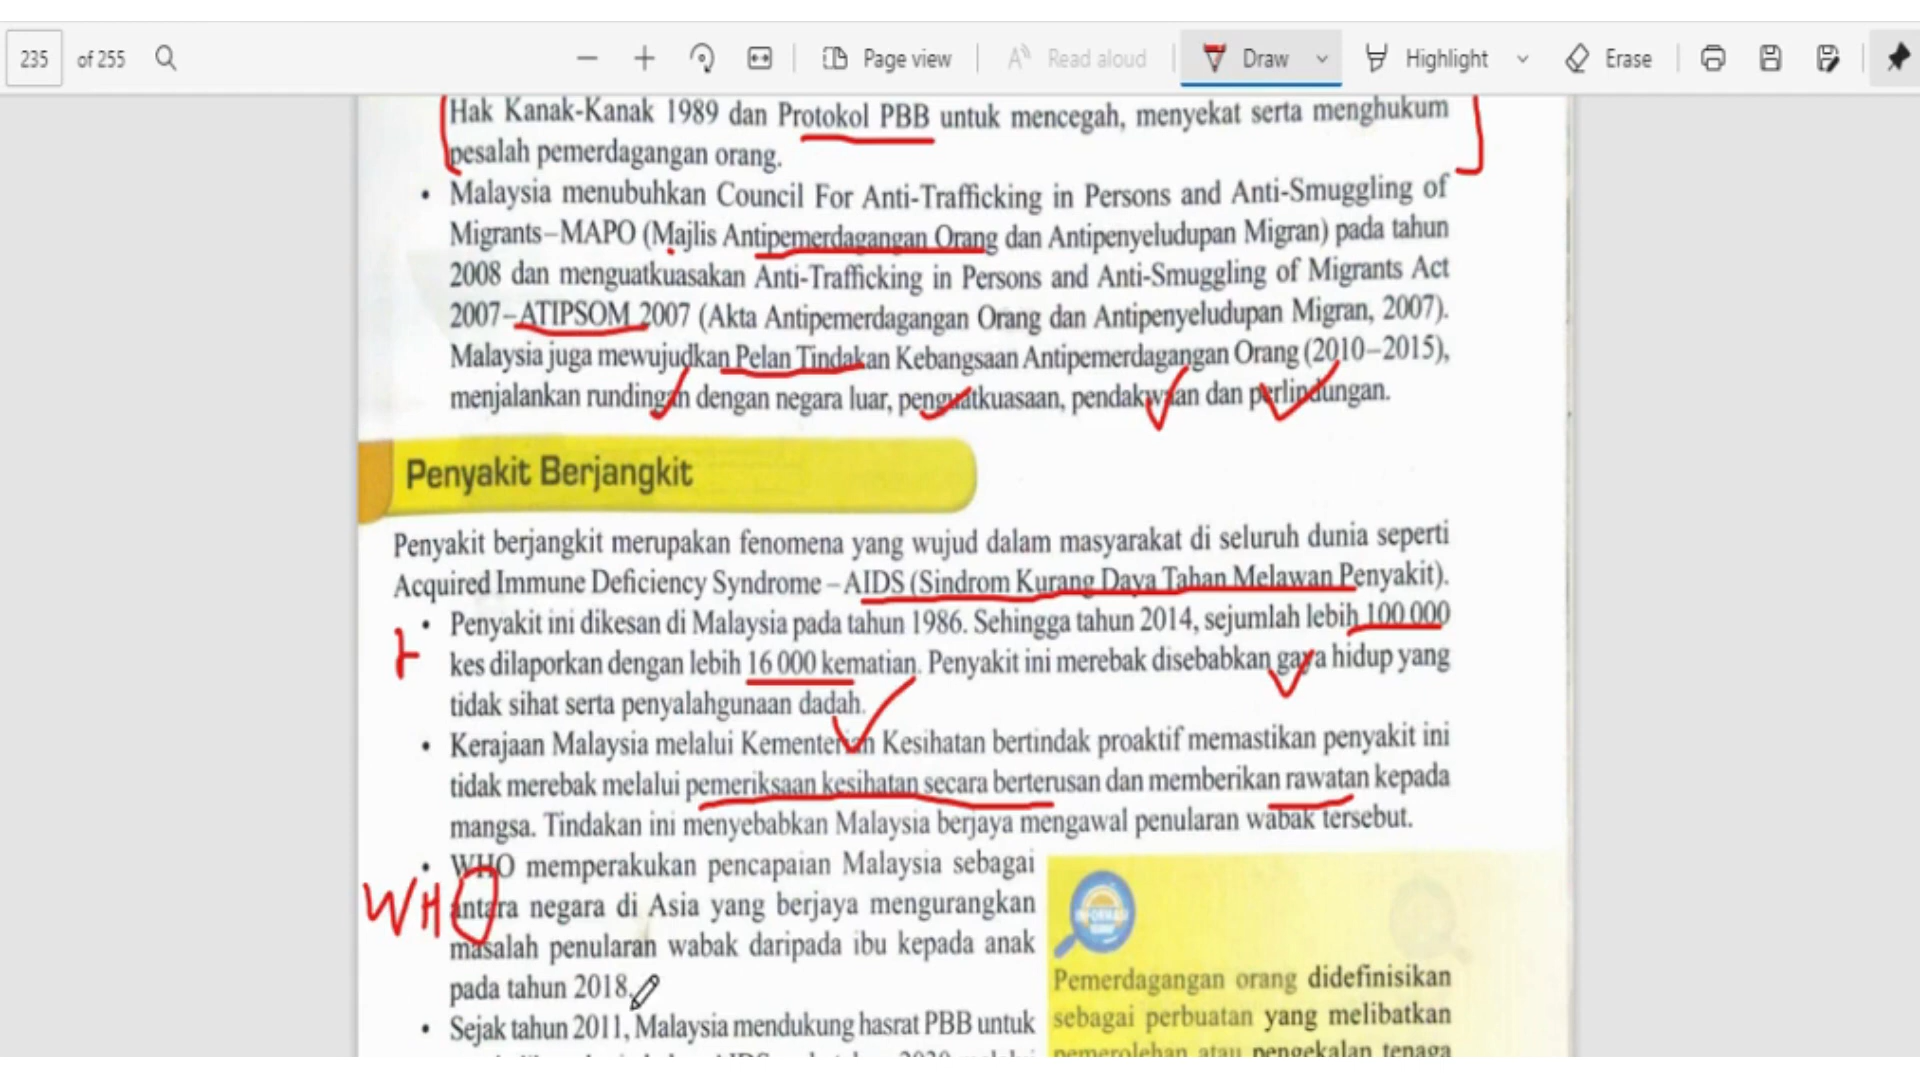 235 of 255 Page view Read aloud Draw Highlight Erase
Hak Kanak-Kanak 1989 dan Protokol PBB untuk mencegah, menyekat serta menghukum
pesalah pemerdagangan orang.
• Malaysia menubuhkan Council For Anti-Trafficking in Persons and Anti-Smuggling of
Migrants–MAPO (Majlis Antipemerdagangan Orang dan Antipenyeludupan Migran) pada tahun
2008 dan menguatkuasakan Anti-Trafficking in Persons and Anti-Smuggling of Migrants Act
2007–ATIPSOM 2007 (Akta Antipemerdagangan Orang dan Antipenyeludupan Migran, 2007).
Malaysia juga mewujudkan Pelan Tindakan Kebangsaan Antipemerdagangan Orang (2010–2015),
menjalankan rundingan dengan negara luar, penguatkuasaan, pendakwaan dan perlindungan.
Penyakit Berjangkit
Penyakit berjangkit merupakan fenomena yang wujud dalam masyarakat di seluruh dunia seperti
Acquired Immune Deficiency Syndrome – AIDS (Sindrom Kurang Daya Tahan Melawan Penyakit).
• Penyakit ini dikesan di Malaysia pada tahun 1986. Sehingga tahun 2014, sejumlah lebih 100 000
kes dilaporkan dengan lebih 16 000 kematian. Penyakit ini merebak disebabkan gaya hidup yang
tidak sihat serta penyalahgunaan dadah.
• Kerajaan Malaysia melalui Kementerian Kesihatan bertindak proaktif memastikan penyakit ini
tidak merebak melalui pemeriksaan kesihatan secara berterusan dan memberikan rawatan kepada
mangsa. Tindakan ini menyebabkan Malaysia berjaya mengawal penularan wabak tersebut.
• WHO memperakukan pencapaian Malaysia sebagai
WHO
antara negara di Asia yang berjaya mengurangkan
masalah penularan wabak daripada ibu kepada anak
pada tahun 2018.
• Sejak tahun 2011, Malaysia mendukung hasrat PBB untuk
Pemerdagangan orang didefinisikan
sebagai perbuatan yang melibatkan
pemerolehan atau pengekalan tenaga